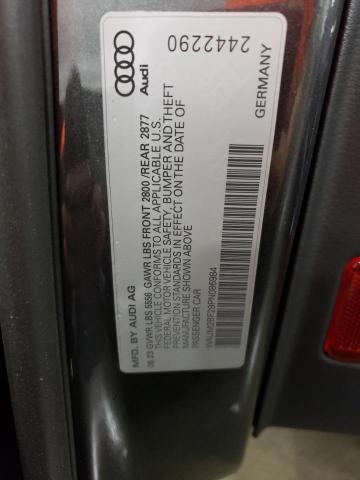 Audi
2442290
GERMANY
MFD. BY AUDI AG
06 23 GVWR LBS 5556 GAWR LBS FRONT 2800 /REAR 2877
THIS VEHICLE CONFORMS TO ALL APPLICABLE U.S.
FEDERAL MOTOR VEHICLE SAFETY, BUMPER AND THEFT
PREVENTION STANDARDS IN EFFECT ON THE DATE OF
MANUFACTURE SHOWN ABOVE
PASSENGER CAR
WAUM2BF29PN086984